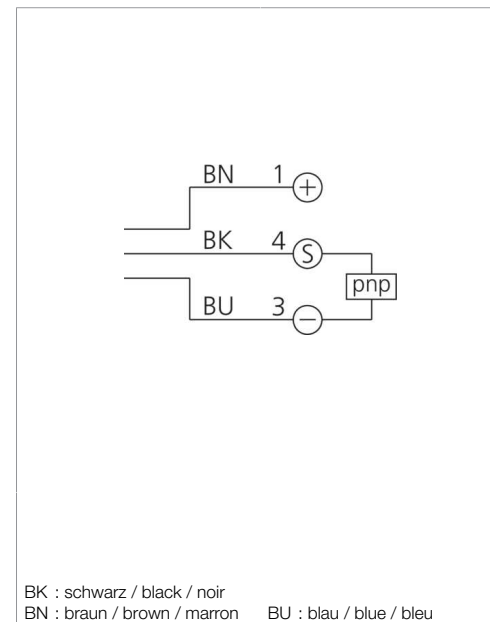 BN 1 +
BK 4 S
pnp
BU 3 −
BK : schwarz / black / noir
BN : braun / brown / marron BU : blau / blue / bleu